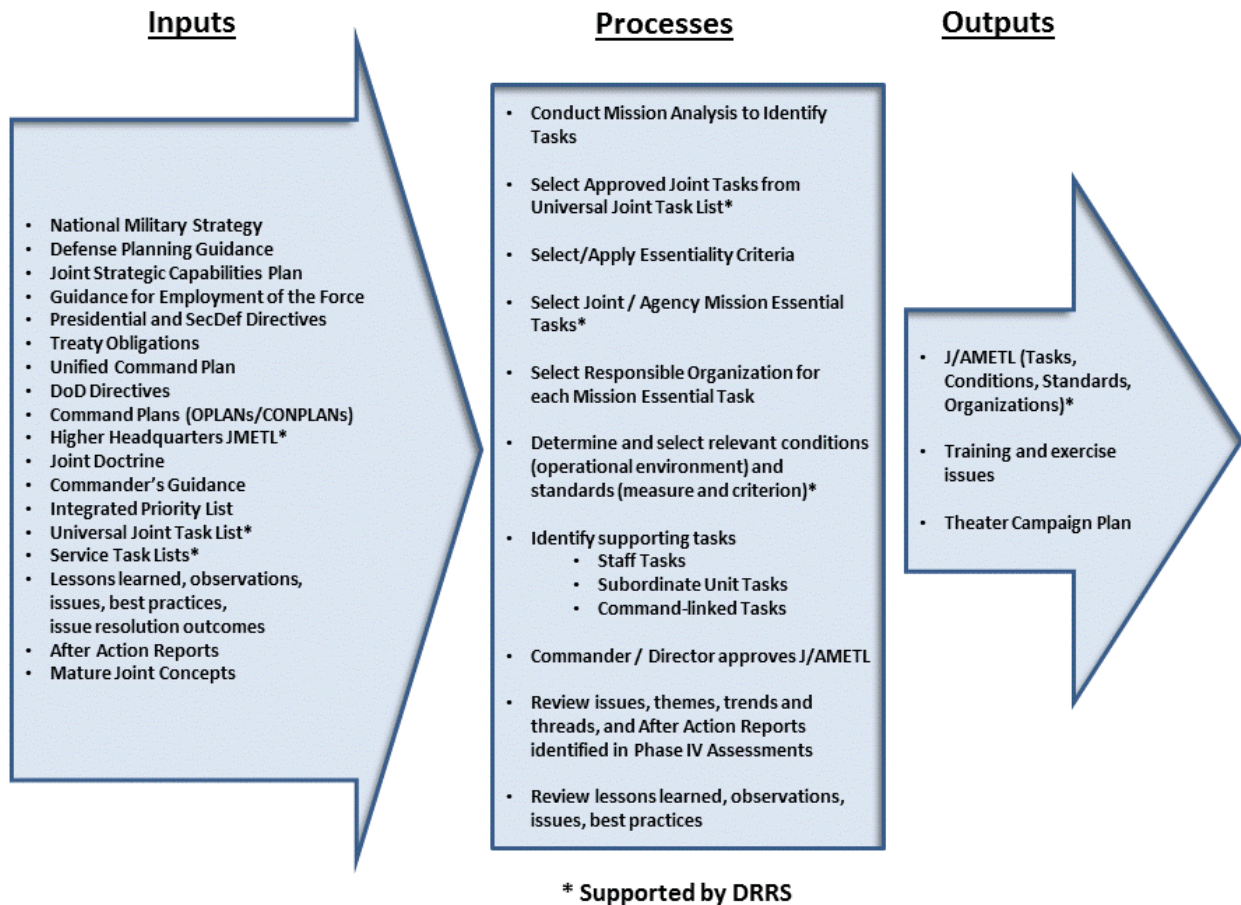 Inputs
Processes
Outputs
• National Military Strategy
• Defense Planning Guidance
• Joint Strategic Capabilities Plan
• Guidance for Employment of the Force
• Presidential and SecDef Directives
• Treaty Obligations
• Unified Command Plan
• DoD Directives
• Command Plans (OPLANs/CONPLANs)
• Higher Headquarters JMETL*
• Joint Doctrine
• Commander's Guidance
• Integrated Priority List
• Universal Joint Task List*
• Service Task Lists*
• Lessons learned, observations,
issues, best practices,
issue resolution outcomes
• After Action Reports
• Mature Joint Concepts
• Conduct Mission Analysis to Identify
Tasks
• Select Approved Joint Tasks from
Universal Joint Task List*
• Select/Apply Essentiality Criteria
• Select Joint / Agency Mission Essential
Tasks*
• Select Responsible Organization for
each Mission Essential Task
• Determine and select relevant conditions
(operational environment) and
standards (measure and criterion)*
• Identify supporting tasks
• Staff Tasks
• Subordinate Unit Tasks
• Command-linked Tasks
• Commander / Director approves J/AMETL
• Review issues, themes, trends and
threads, and After Action Reports
identified in Phase IV Assessments
• Review lessons learned, observations,
issues, best practices
• J/AMETL (Tasks,
Conditions, Standards,
Organizations)*
• Training and exercise
issues
• Theater Campaign Plan
* Supported by DRRS